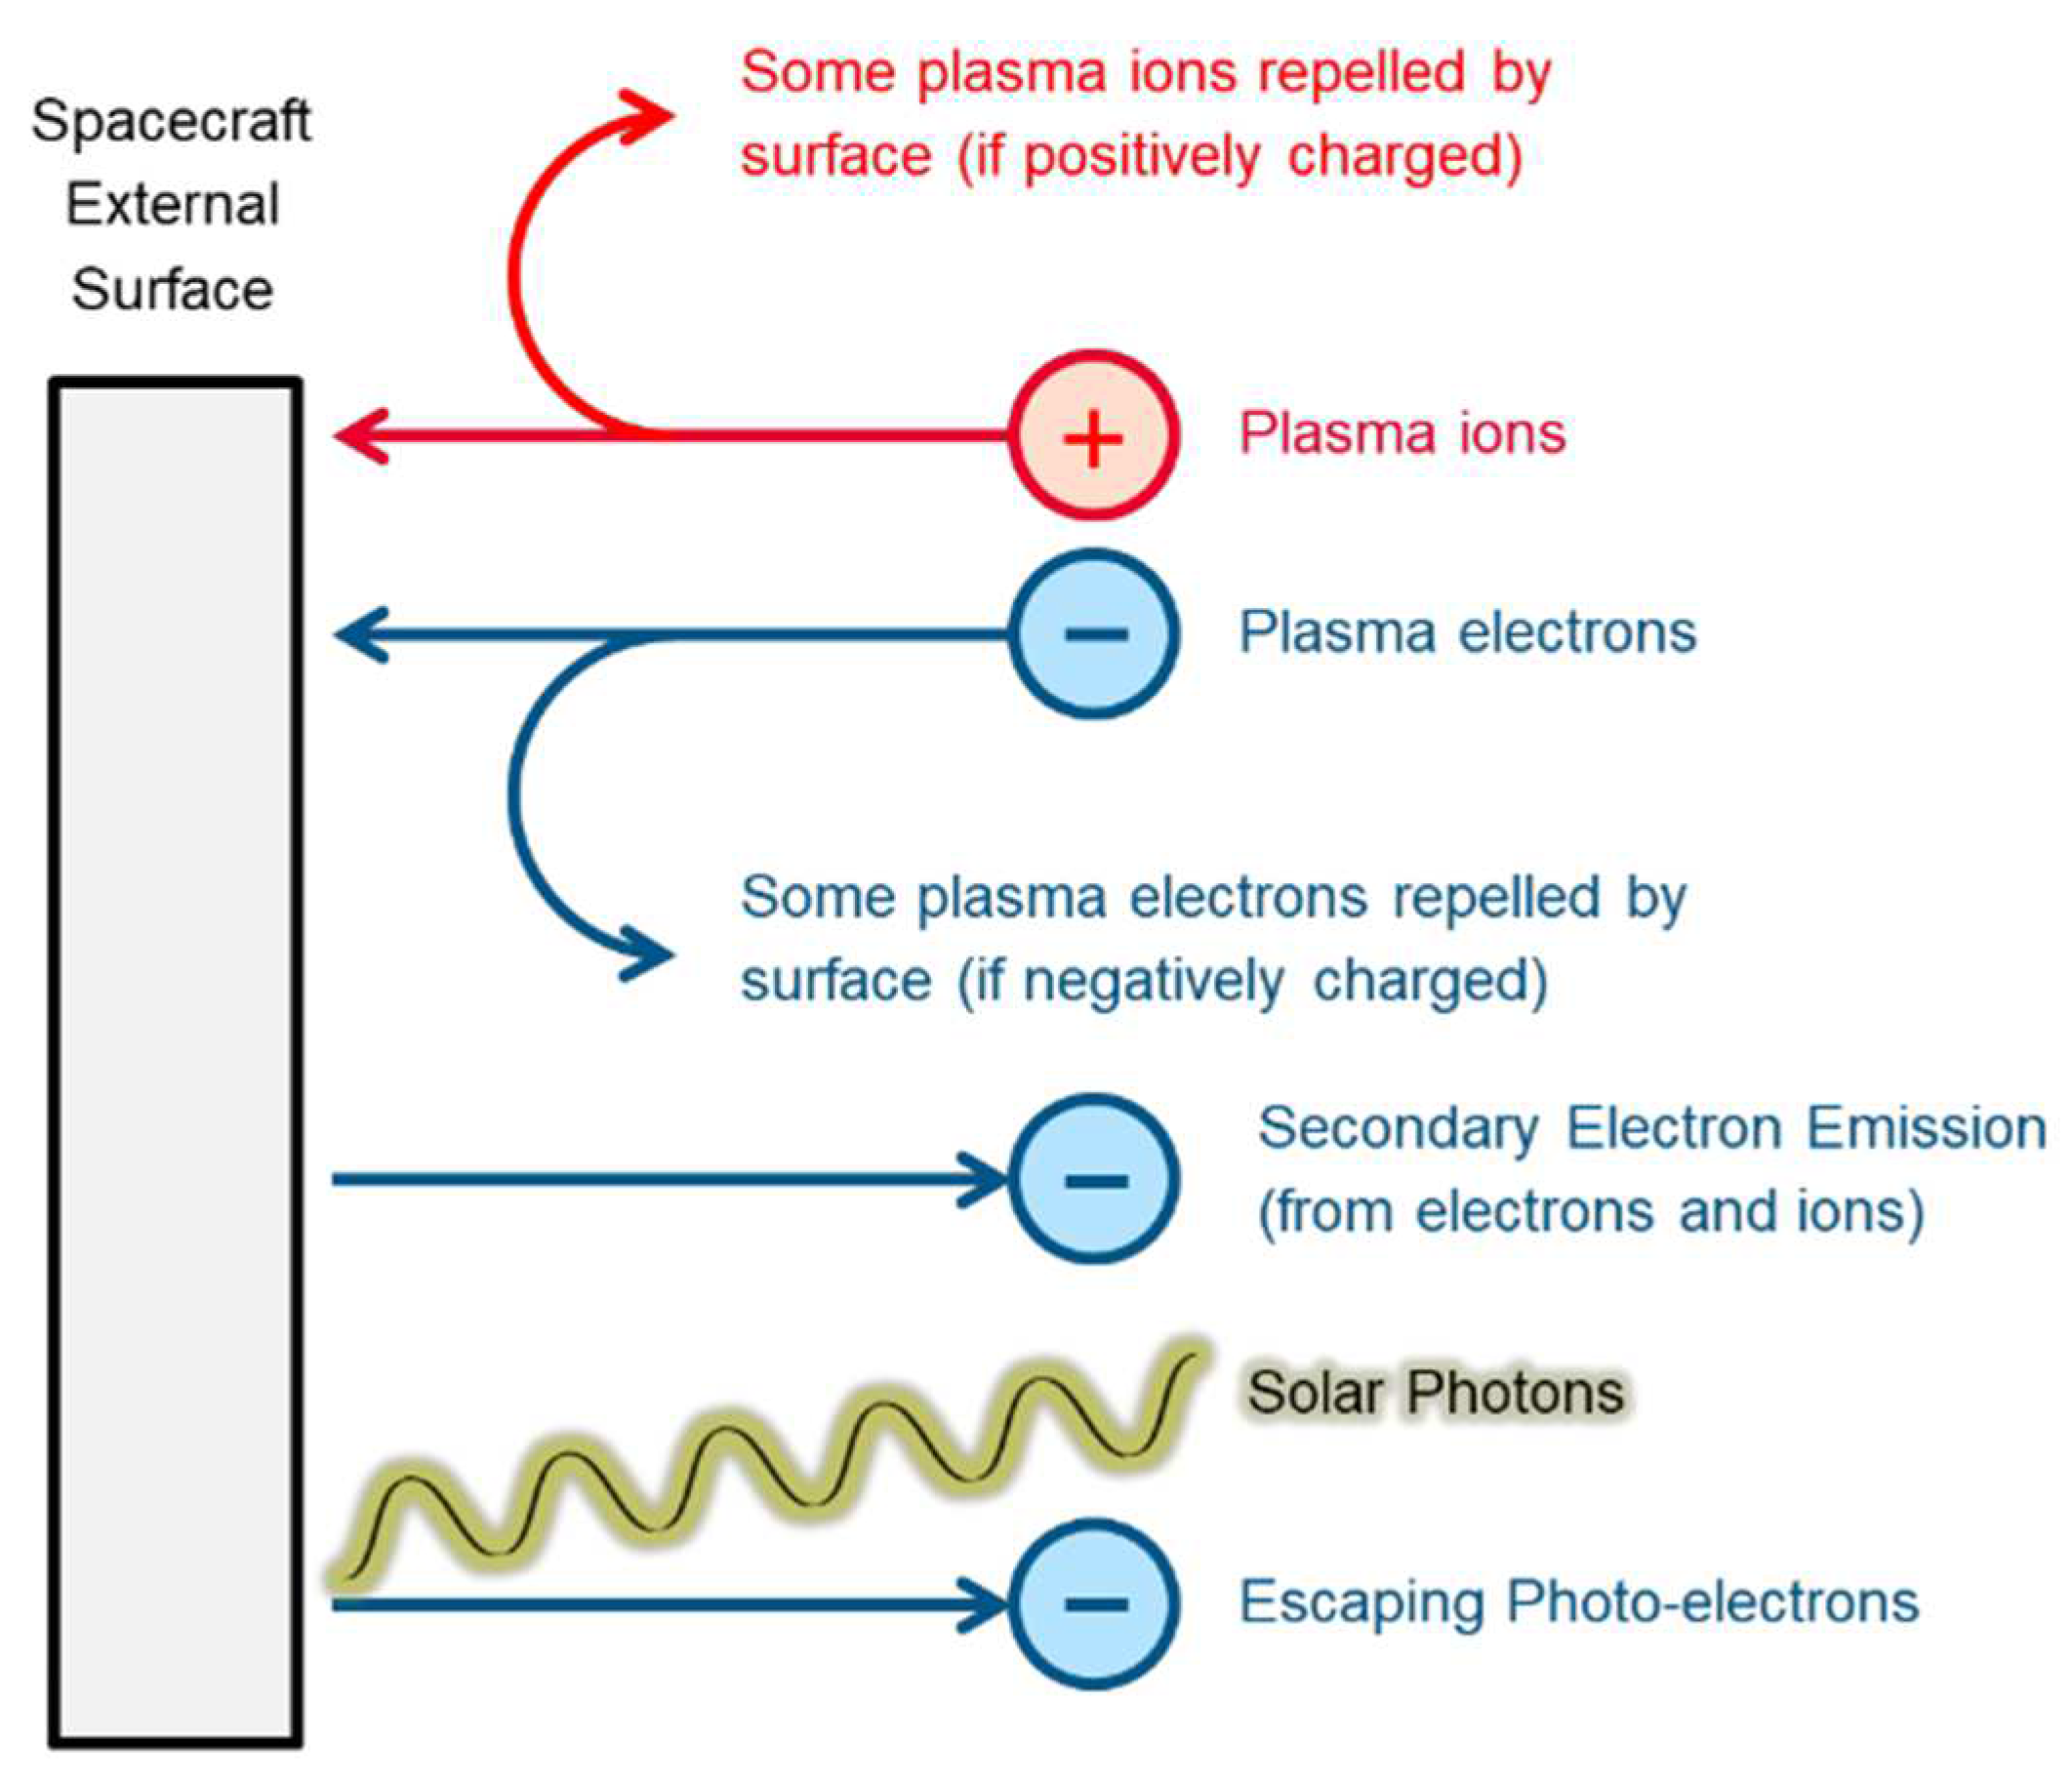 Spacecraft
External
Surface
Some plasma ions repelled by
surface (if positively charged)
+
Plasma ions
−
Plasma electrons
Some plasma electrons repelled by
surface (if negatively charged)
−
Secondary Electron Emission
(from electrons and ions)
Solar Photons
−
Escaping Photo-electrons